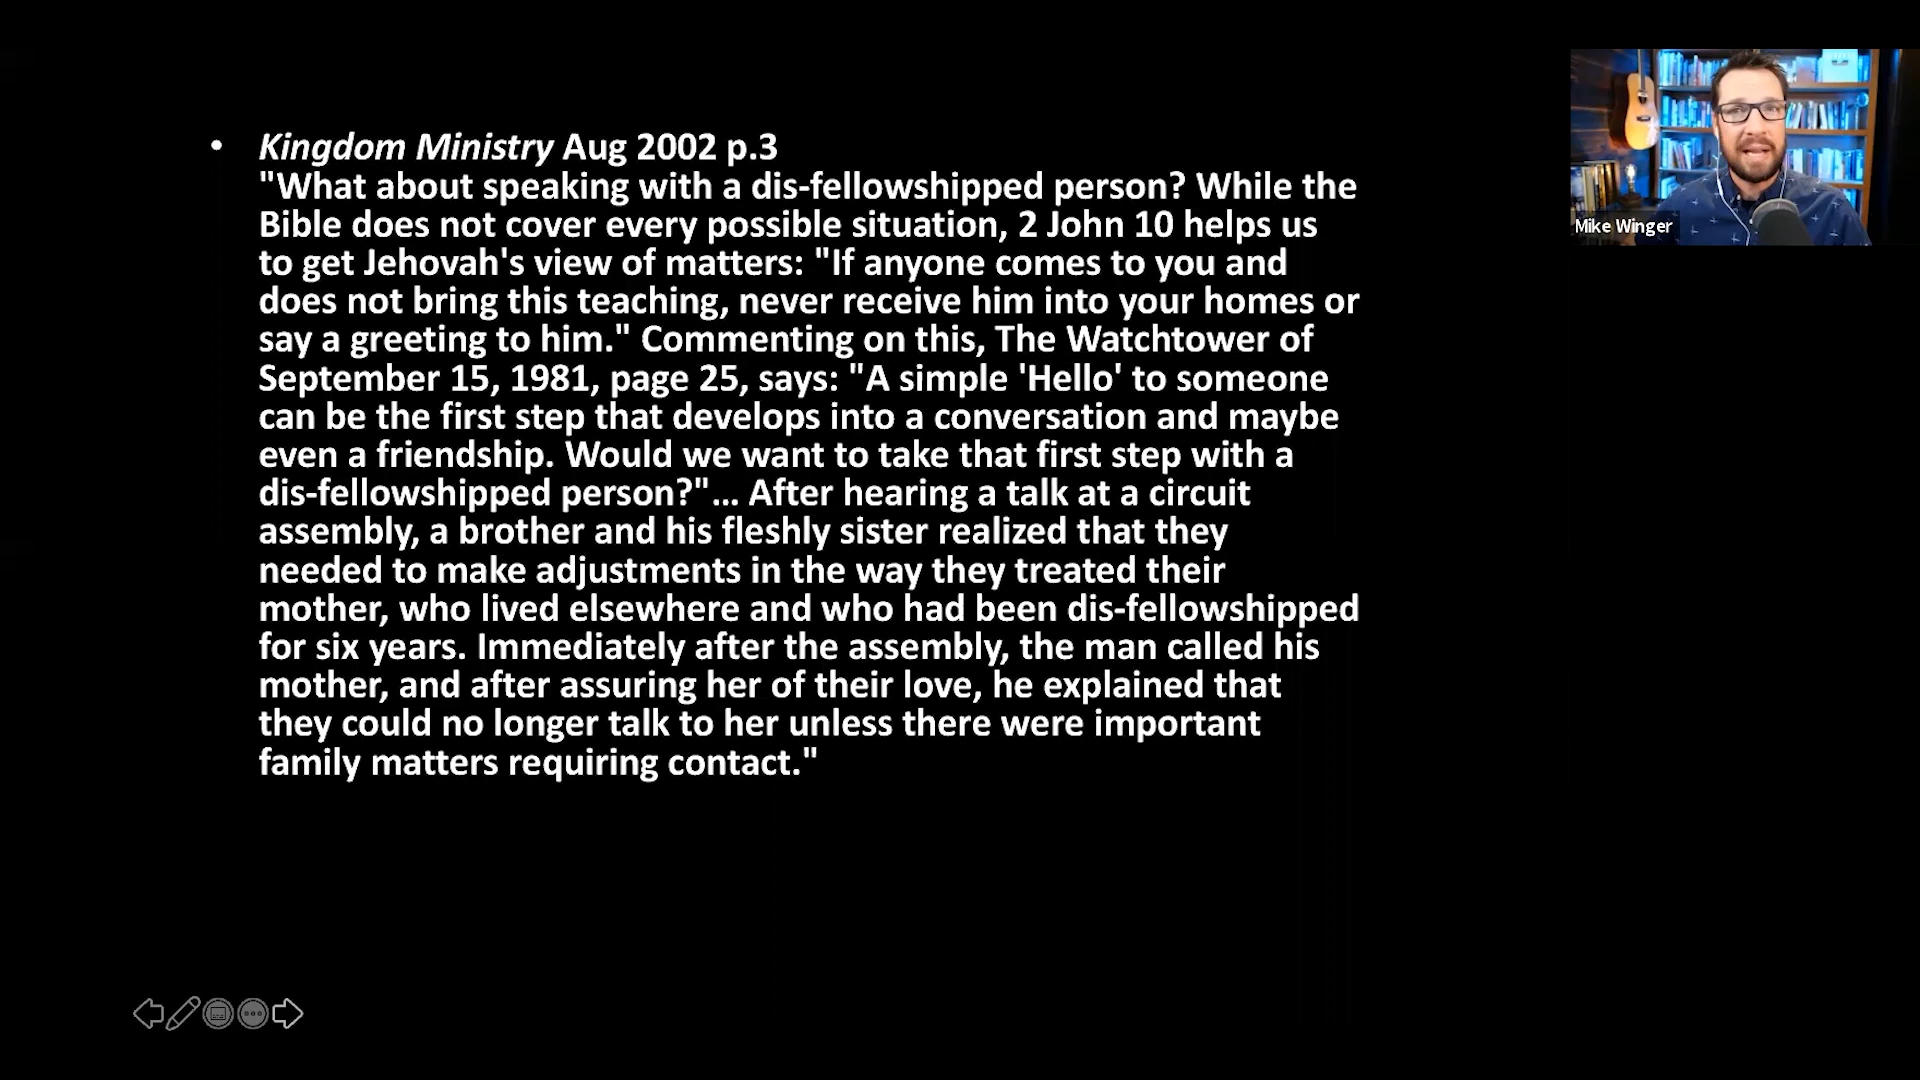 • Kingdom Ministry Aug 2002 p.3
"What about speaking with a dis-fellowshipped person? While the
Bible does not cover every possible situation, 2 John 10 helps us
to get Jehovah's view of matters: "If anyone comes to you and
does not bring this teaching, never receive him into your homes or
say a greeting to him." Commenting on this, The Watchtower of
September 15, 1981, page 25, says: "A simple 'Hello' to someone
can be the first step that develops into a conversation and maybe
even a friendship. Would we want to take that first step with a
dis-fellowshipped person?"... After hearing a talk at a circuit
assembly, a brother and his fleshly sister realized that they
needed to make adjustments in the way they treated their
mother, who lived elsewhere and who had been dis-fellowshipped
for six years. Immediately after the assembly, the man called his
mother, and after assuring her of their love, he explained that
they could no longer talk to her unless there were important
family matters requiring contact."
Mike Winger